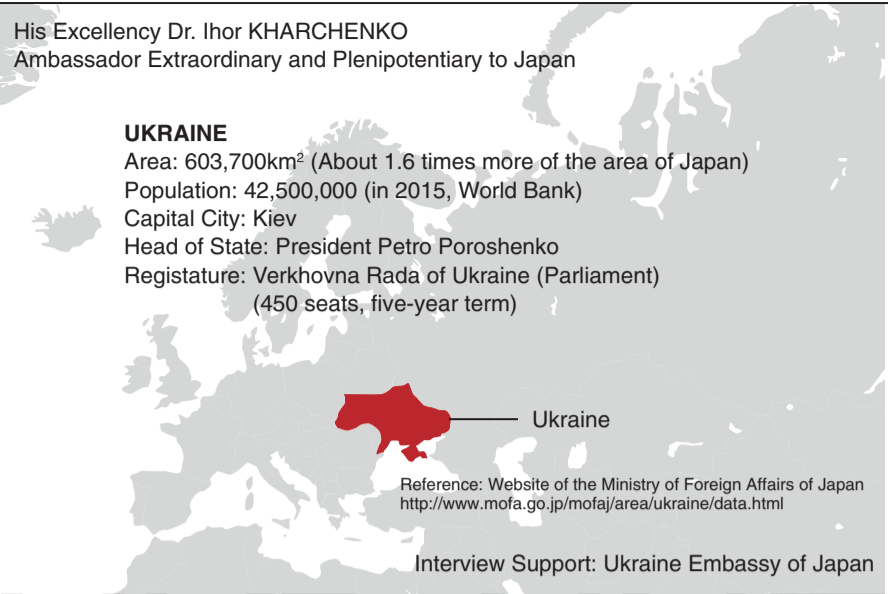 His Excellency Dr. Ihor KHARCHENKO
Ambassador Extraordinary and Plenipotentiary to Japan
UKRAINE
Area: 603,700km² (About 1.6 times more of the area of Japan)
Population: 42,500,000 (in 2015, World Bank)
Capital City: Kiev
Head of State: President Petro Poroshenko
Registature: Verkhovna Rada of Ukraine (Parliament)
(450 seats, five-year term)
Ukraine
Reference: Website of the Ministry of Foreign Affairs of Japan
http://www.mofa.go.jp/mofaj/area/ukraine/data.html
Interview Support: Ukraine Embassy of Japan